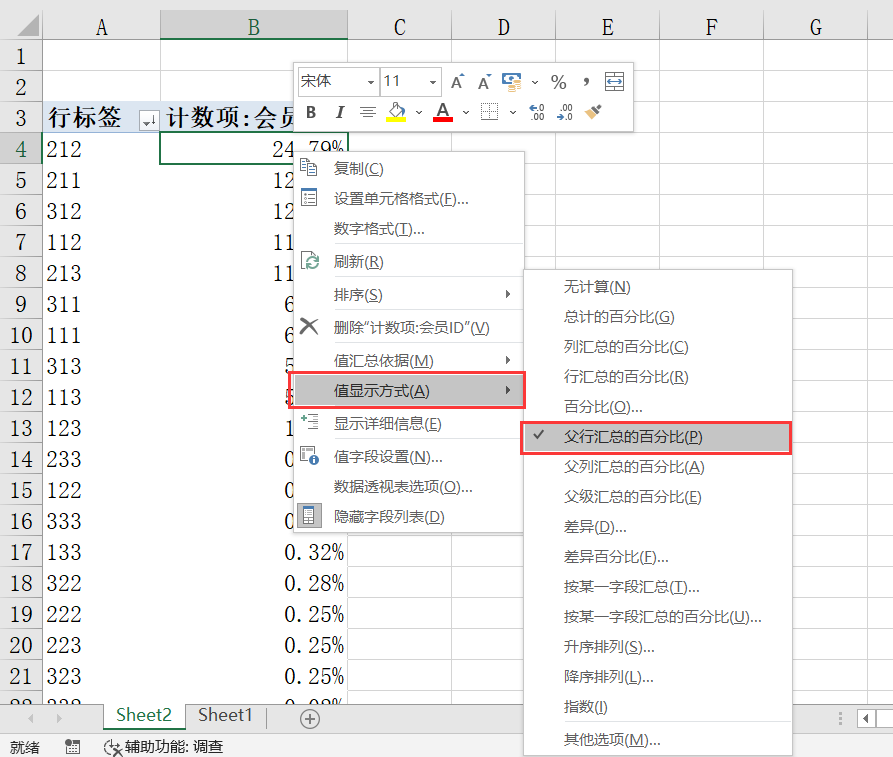 A B C D E F G
1
2
宋体 11 A A % ,
B I A .00 .00
3 行标签 计数项:会员
4 212 24.79%
5 211 12
6 312 12
7 112 11
8 213 11
9 311 6
10 111 6
11 313 5
12 113 5
13 123 1
14 233 0
15 122 0
16 333 0
17 133 0.32%
18 322 0.28%
19 222 0.25%
20 223 0.25%
21 323 0.25%
复制(C)
设置单元格格式(F)...
数字格式(T)...
刷新(R)
排序(S)
删除“计数项:会员ID”(V)
值汇总依据(M)
值显示方式(A)
显示详细信息(E)
值字段设置(N)...
数据透视表选项(O)...
隐藏字段列表(D)
无计算(N)
总计的百分比(G)
列汇总的百分比(C)
行汇总的百分比(R)
百分比(O)...
父行汇总的百分比(P)
父列汇总的百分比(A)
父级汇总的百分比(E)
差异(D)...
差异百分比(F)...
按某一字段汇总(T)...
按某一字段汇总的百分比(U)...
升序排列(S)...
降序排列(L)...
指数(I)
其他选项(M)...
Sheet2 Sheet1
就绪 辅助功能: 调查